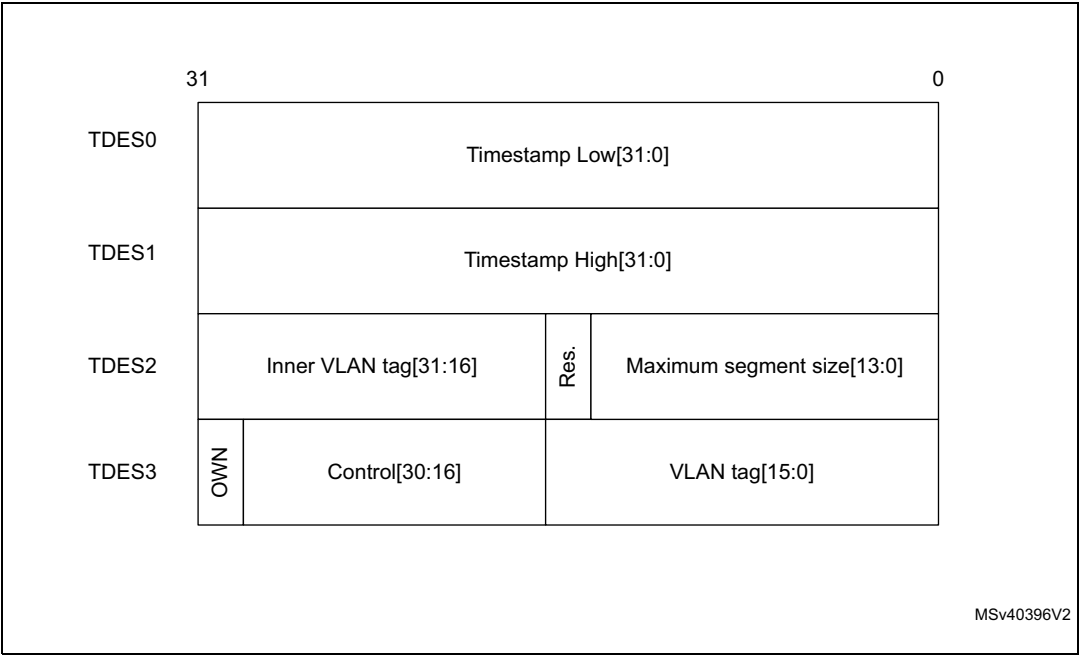 31 0
TDES0 Timestamp Low[31:0]
TDES1 Timestamp High[31:0]
TDES2 Inner VLAN tag[31:16] Res. Maximum segment size[13:0]
TDES3 OWN Control[30:16] VLAN tag[15:0]
MSv40396V2